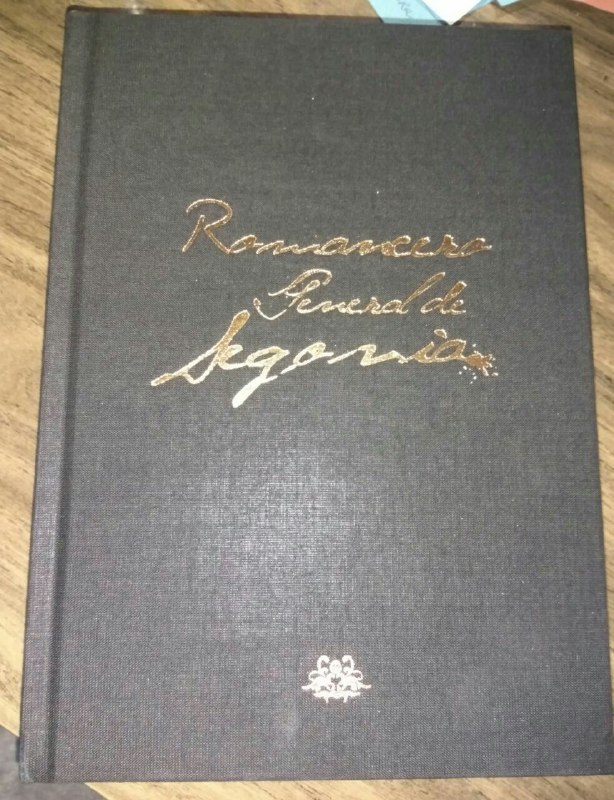 Romancero
General de
Segovia